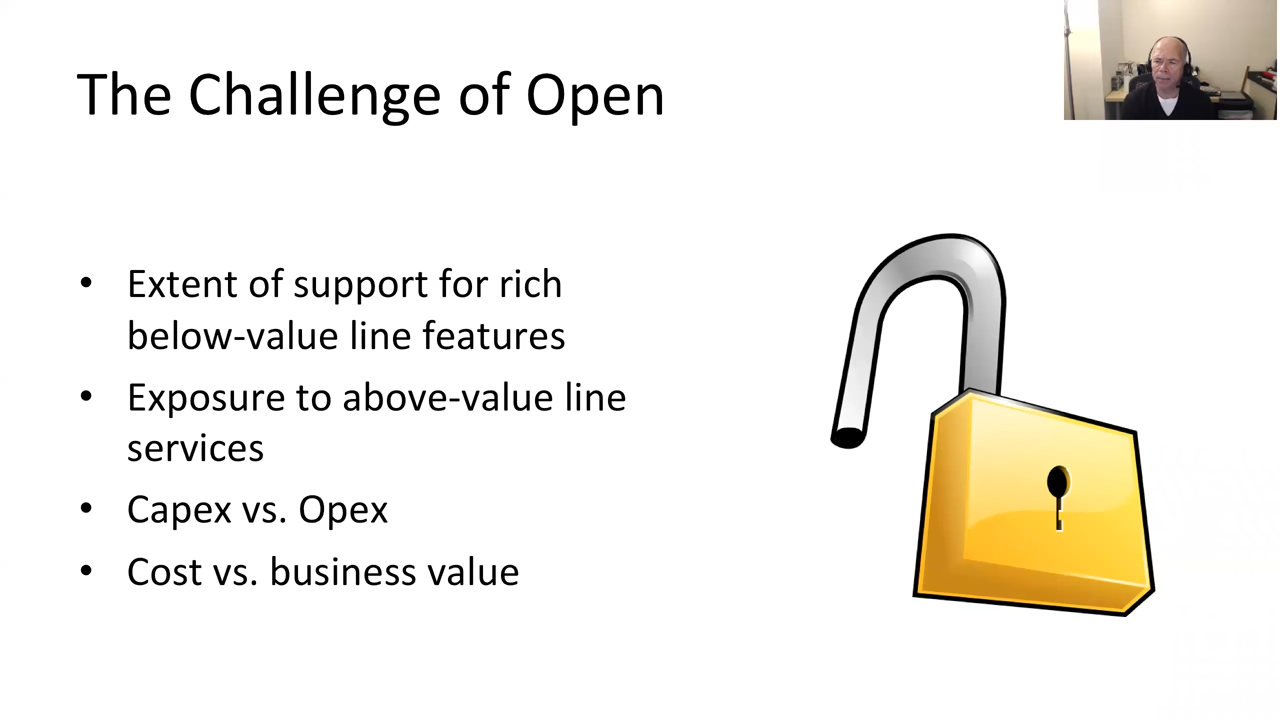 The Challenge of Open
• Extent of support for rich
below-value line features
• Exposure to above-value line
services
• Capex vs. Opex
• Cost vs. business value